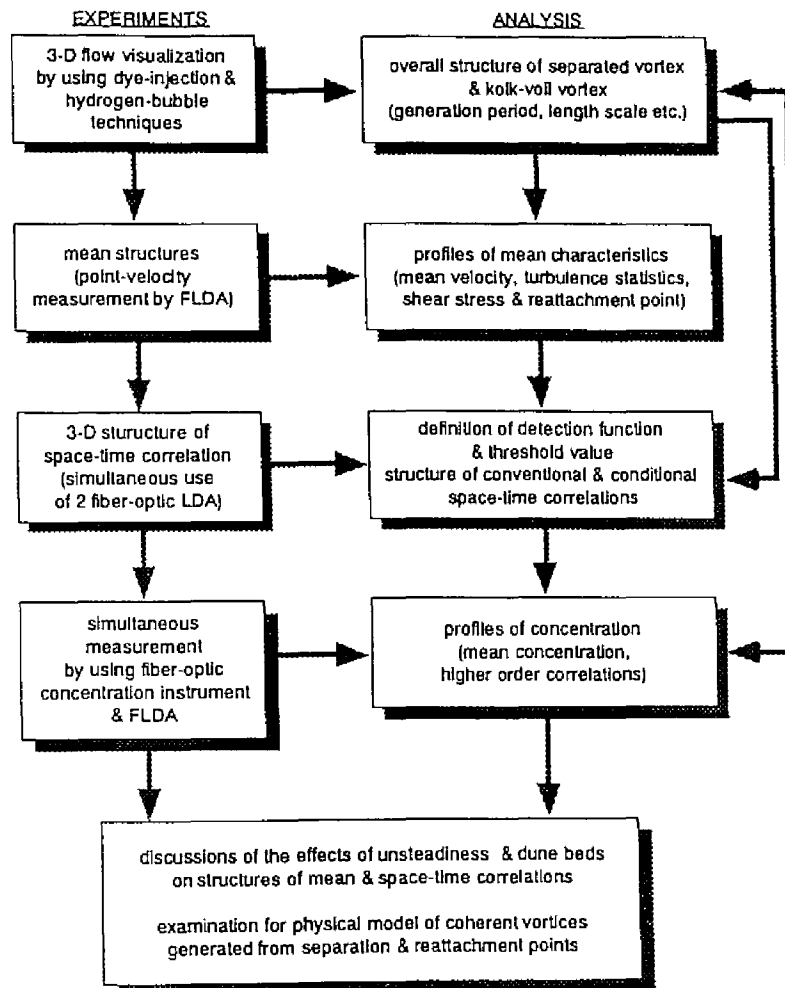 EXPERIMENTS
ANALYSIS
3-D flow visualization
by using dye-injection &
hydrogen-bubble
techniques
overall structure of separated vortex
& kolk-voil vortex
(generation period, length scale etc.)
mean structures
(point-velocity
measurement by FLDA)
profiles of mean characteristics
(mean velocity, turbulence statistics,
shear stress & reattachment point)
3-D sturucture of
space-time correlation
(simultaneous use
of 2 fiber-optic LDA)
definition of detection function
& threshold value
structure of conventional & conditional
space-time correlations
simultaneous
measurement
by using fiber-optic
concentration instrument
& FLDA
profiles of concentration
(mean concentration,
higher order correlations)
discussions of the effects of unsteadiness & dune beds
on structures of mean & space-time correlations
examination for physical model of coherent vortices
generated from separation & reattachment points